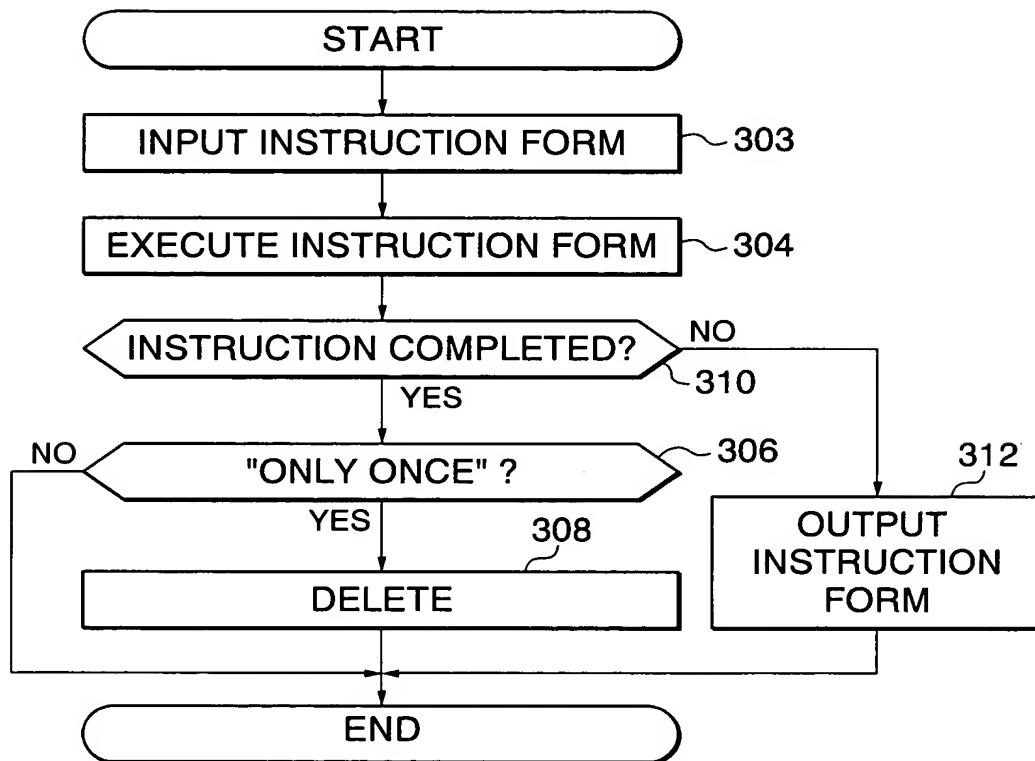 START
INPUT INSTRUCTION FORM
303
EXECUTE INSTRUCTION FORM
304
INSTRUCTION COMPLETED?
NO
310
YES
NO
"ONLY ONCE" ?
306
312
YES
308
OUTPUT
INSTRUCTION
FORM
DELETE
END